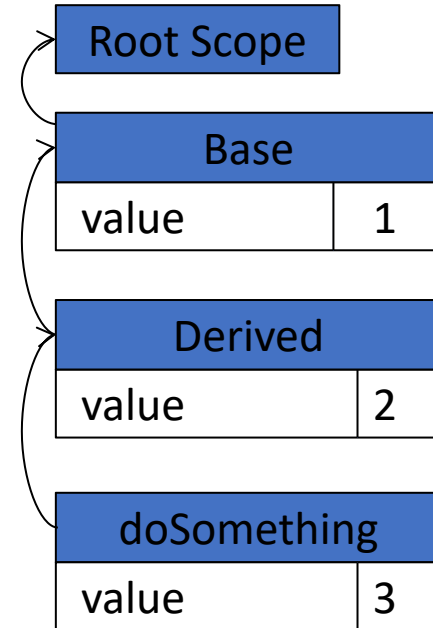 Root Scope
Base
value 1
Derived
value 2
doSomething
value 3